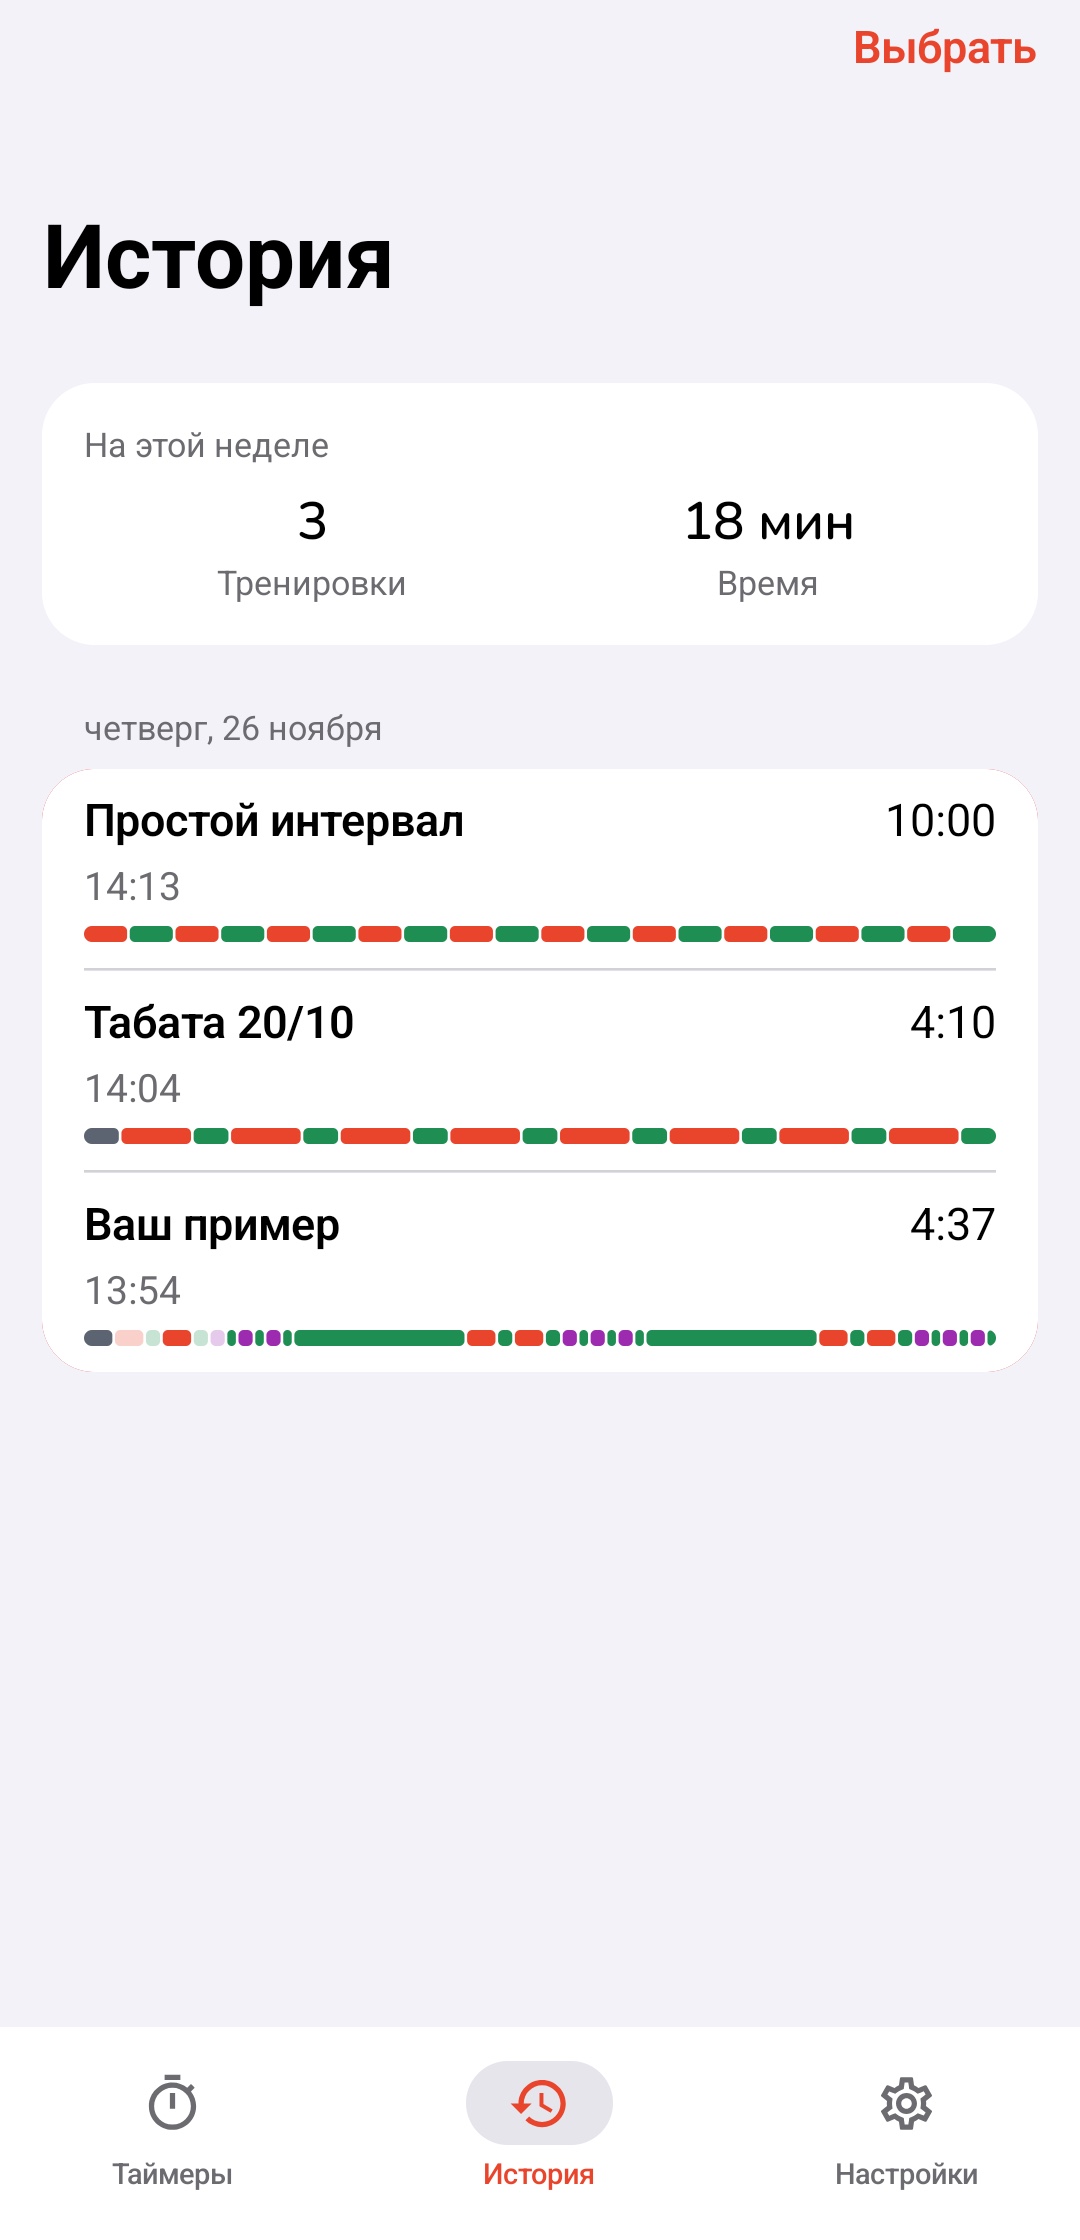 Выбрать
История
На этой неделе
3
18 мин
Тренировки
Время
четверг, 26 ноября
Простой интервал
10:00
14:13
Табата 20/10
4:10
14:04
Ваш пример
4:37
13:54
Таймеры
История
Настройки